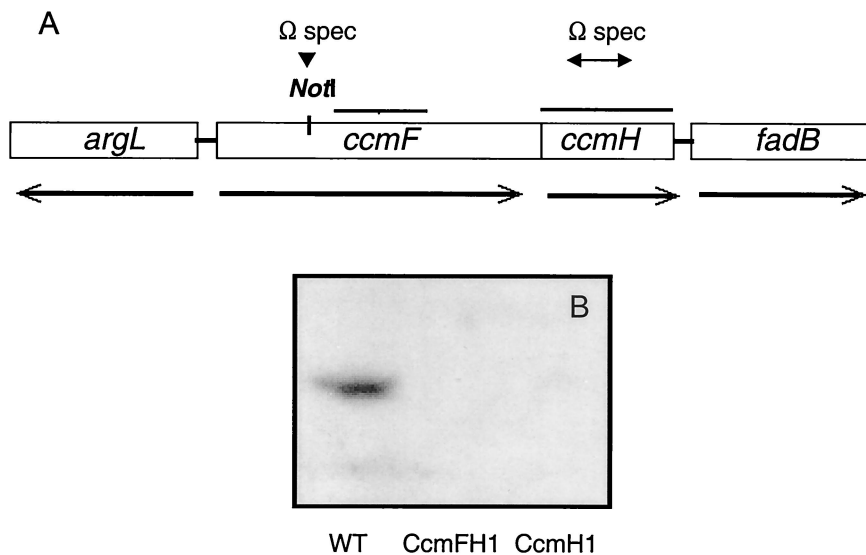 A
Ω spec
Ω spec
NotI
argL
ccmF
ccmH
fadB
B
WT
CcmFH1
CcmH1